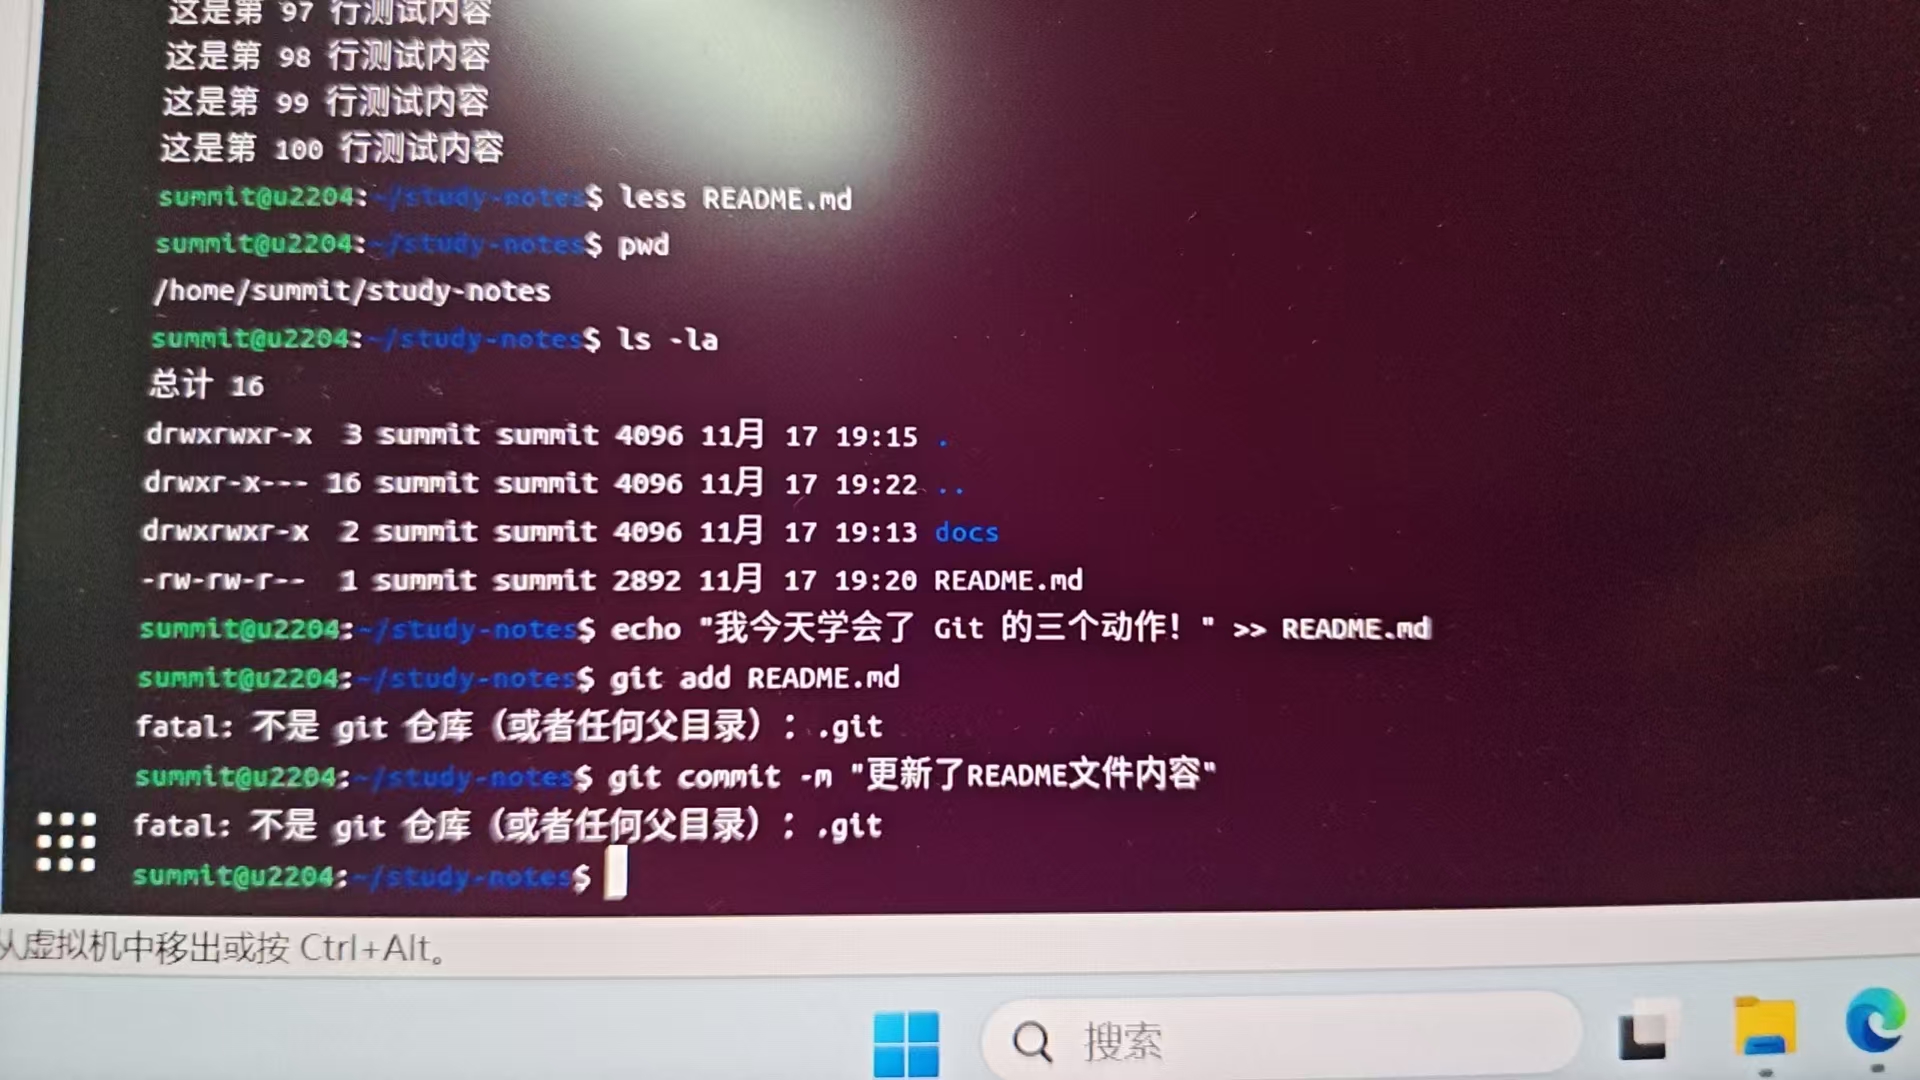 这是第 97 行测试内容
这是第 98 行测试内容
这是第 99 行测试内容
这是第 100 行测试内容
summit@u2204:~/study-notes$ less README.md
summit@u2204:~/study-notes$ pwd
/home/summit/study-notes
summit@u2204:~/study-notes$ ls -la
总计 16
drwxrwxr-x  3 summit summit 4096 11月 17 19:15 .
drwxr-x--- 16 summit summit 4096 11月 17 19:22 ..
drwxrwxr-x  2 summit summit 4096 11月 17 19:13 docs
-rw-rw-r--  1 summit summit 2892 11月 17 19:20 README.md
summit@u2204:~/study-notes$ echo "我今天学会了 Git 的三个动作！" >> README.md
summit@u2204:~/study-notes$ git add README.md
fatal: 不是 git 仓库（或者任何父目录）：.git
summit@u2204:~/study-notes$ git commit -m "更新了README文件内容"
fatal: 不是 git 仓库（或者任何父目录）：.git
summit@u2204:~/study-notes$
从虚拟机中移出或按 Ctrl+Alt。
搜索